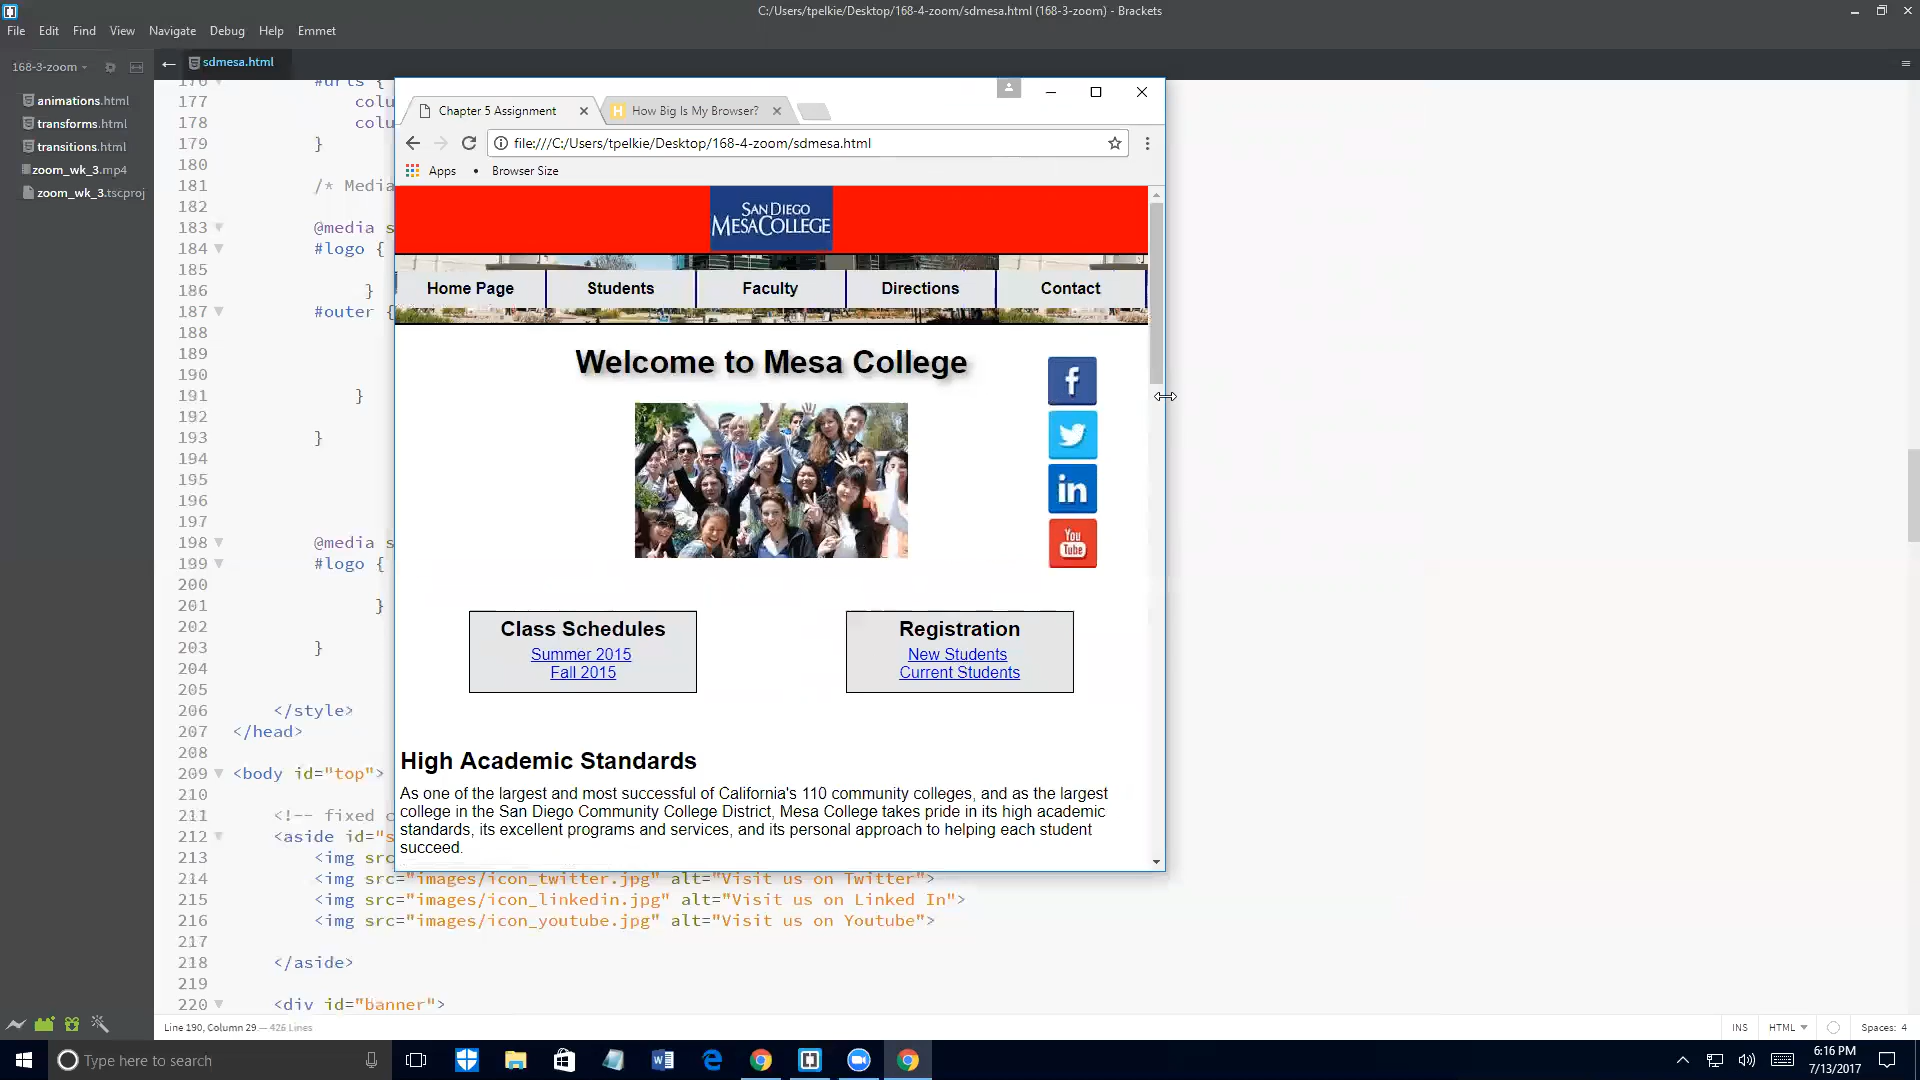 C:/Users/tpelkie/Desktop/168-4-zoom/sdmesa.html (168-3-zoom) - Brackets
File Edit Find View Navigate Debug Help Emmet
168-3-zoom
sdmesa.html
animations.html
transforms.html
transitions.html
zoom_wk_3.mp4
zoom_wk_3.tscproj
176 #urls {
177 colu
178 colu
179 }
180
181 /* Media
182
183 @media s
184 #logo {
185
186 }
187 #outer {
188
189
190
191 }
192
193 }
194
195
196
197
198 @media s
199 #logo {
200
201 }
202
203 }
204
205
206 </style>
207 </head>
208
209 <body id="top">
210
211 <!-- fixed c
212 <aside id="s
213 <img src
214 <img src="images/icon_twitter.jpg" alt="Visit us on Twitter">
215 <img src="images/icon_linkedin.jpg" alt="Visit us on Linked In">
216 <img src="images/icon_youtube.jpg" alt="Visit us on Youtube">
217
218 </aside>
219
220 <div id="banner">
Chapter 5 Assignment
How Big Is My Browser?
file:///C:/Users/tpelkie/Desktop/168-4-zoom/sdmesa.html
Apps
Browser Size
SAN DIEGO
MESA COLLEGE
Home Page Students Faculty Directions Contact
Welcome to Mesa College
f
in
You
Tube
Class Schedules
Summer 2015
Fall 2015
Registration
New Students
Current Students
High Academic Standards
As one of the largest and most successful of California's 110 community colleges, and as the largest
college in the San Diego Community College District, Mesa College takes pride in its high academic
standards, its excellent programs and services, and its personal approach to helping each student
succeed.
Line 190, Column 29 — 426 Lines
INS HTML Spaces: 4
Type here to search
6:16 PM
7/13/2017